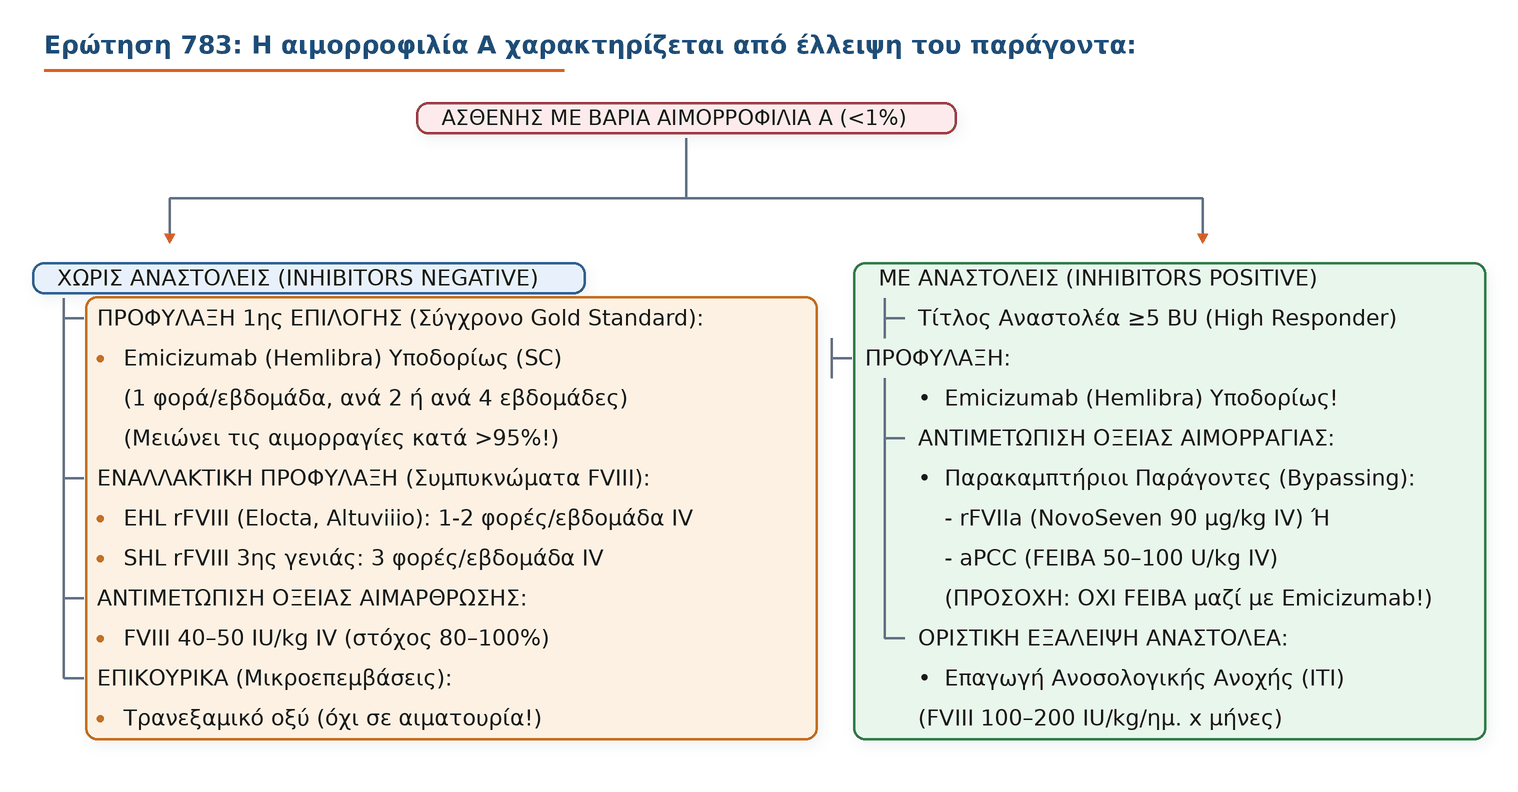 Ερώτηση 783: Η αιμορροφιλία Α χαρακτηρίζεται από έλλειψη του παράγοντα:
ΑΣΘΕΝΗΣ ΜΕ ΒΑΡΙΑ ΑΙΜΟΡΡΟΦΙΛΙΑ Α (<1%)
ΧΩΡΙΣ ΑΝΑΣΤΟΛΕΙΣ (INHIBITORS NEGATIVE)
ΠΡΟΦΥΛΑΞΗ 1ης ΕΠΙΛΟΓΗΣ (Σύγχρονο Gold Standard):
• Emicizumab (Hemlibra) Υποδορίως (SC)
(1 φορά/εβδομάδα, ανά 2 ή ανά 4 εβδομάδες)
(Μειώνει τις αιμορραγίες κατά >95%!)
ΕΝΑΛΛΑΚΤΙΚΗ ΠΡΟΦΥΛΑΞΗ (Συμπυκνώματα FVIII):
• EHL rFVIII (Elocta, Altuviiio): 1-2 φορές/εβδομάδα IV
• SHL rFVIII 3ης γενιάς: 3 φορές/εβδομάδα IV
ΑΝΤΙΜΕΤΩΠΙΣΗ ΟΞΕΙΑΣ ΑΙΜΑΡΘΡΩΣΗΣ:
• FVIII 40–50 IU/kg IV (στόχος 80–100%)
ΕΠΙΚΟΥΡΙΚΑ (Μικροεπεμβάσεις):
• Τρανεξαμικό οξύ (όχι σε αιματουρία!)
ΜΕ ΑΝΑΣΤΟΛΕΙΣ (INHIBITORS POSITIVE)
Τίτλος Αναστολέα ≥5 BU (High Responder)
ΠΡΟΦΥΛΑΞΗ:
• Emicizumab (Hemlibra) Υποδορίως!
ΑΝΤΙΜΕΤΩΠΙΣΗ ΟΞΕΙΑΣ ΑΙΜΟΡΡΑΓΙΑΣ:
• Παρακαμπτήριοι Παράγοντες (Bypassing):
- rFVIIa (NovoSeven 90 μg/kg IV) Ή
- aPCC (FEIBA 50–100 U/kg IV)
(ΠΡΟΣΟΧΗ: ΟΧΙ FEIBA μαζί με Emicizumab!)
ΟΡΙΣΤΙΚΗ ΕΞΑΛΕΙΨΗ ΑΝΑΣΤΟΛΕΑ:
• Επαγωγή Ανοσολογικής Ανοχής (ITI)
(FVIII 100–200 IU/kg/ημ. x μήνες)